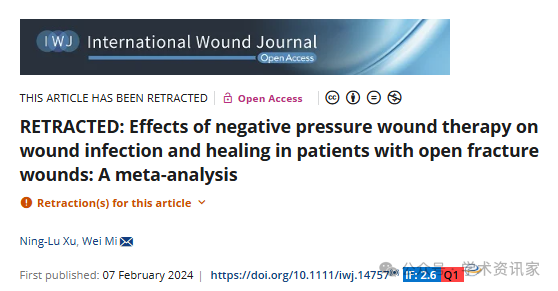 IWJ International Wound Journal
Open Access
THIS ARTICLE HAS BEEN RETRACTED Open Access
RETRACTED: Effects of negative pressure wound therapy on
wound infection and healing in patients with open fracture
wounds: A meta-analysis
Retraction(s) for this article
Ning-Lu Xu, Wei Mi
First published: 07 February 2024 | https://doi.org/10.1111/iwj.14757 IF: 2.6 Q1
公众号 · 学术资讯家